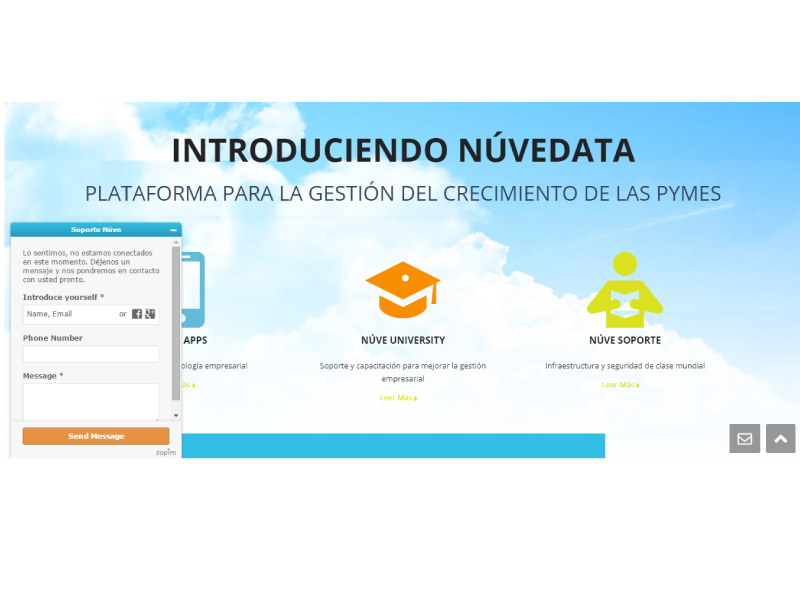 INTRODUCIENDO NÚVEDATA
PLATAFORMA PARA LA GESTIÓN DEL CRECIMIENTO DE LAS PYMES
Soporte Núve
Lo sentimos, no estamos conectados
en este momento. Déjenos un
mensaje y nos pondremos en contacto
con usted pronto.
Introduce yourself *
Name, Email or
Phone Number
Message *
Send Message
zopim
APPS
ología empresarial
ás
NÚVE UNIVERSITY
Soporte y capacitación para mejorar la gestión
empresarial
Leer Más
NÚVE SOPORTE
Infraestructura y seguridad de clase mundial
Leer Más